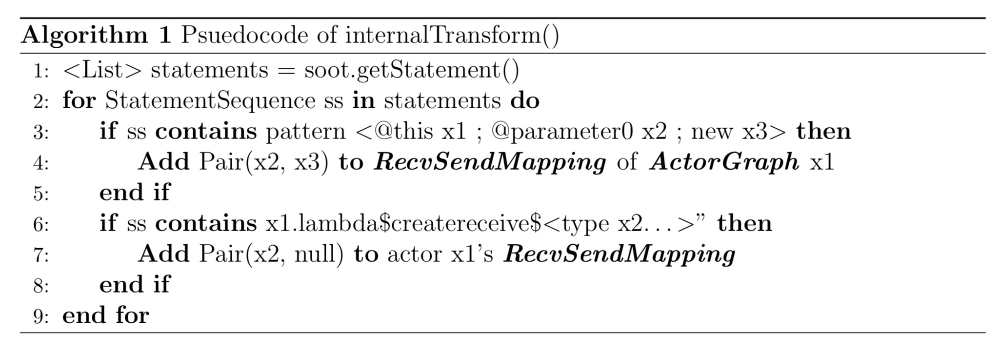 Algorithm 1 Psuedocode of internalTransform()
1: <List> statements = soot.getStatement()
2: for StatementSequence ss in statements do
3: if ss contains pattern <@this x1 ; @parameter0 x2 ; new x3> then
4: Add Pair(x2, x3) to RecvSendMapping of ActorGraph x1
5: end if
6: if ss contains x1.lambda$createreceive$<type x2...>” then
7: Add Pair(x2, null) to actor x1’s RecvSendMapping
8: end if
9: end for